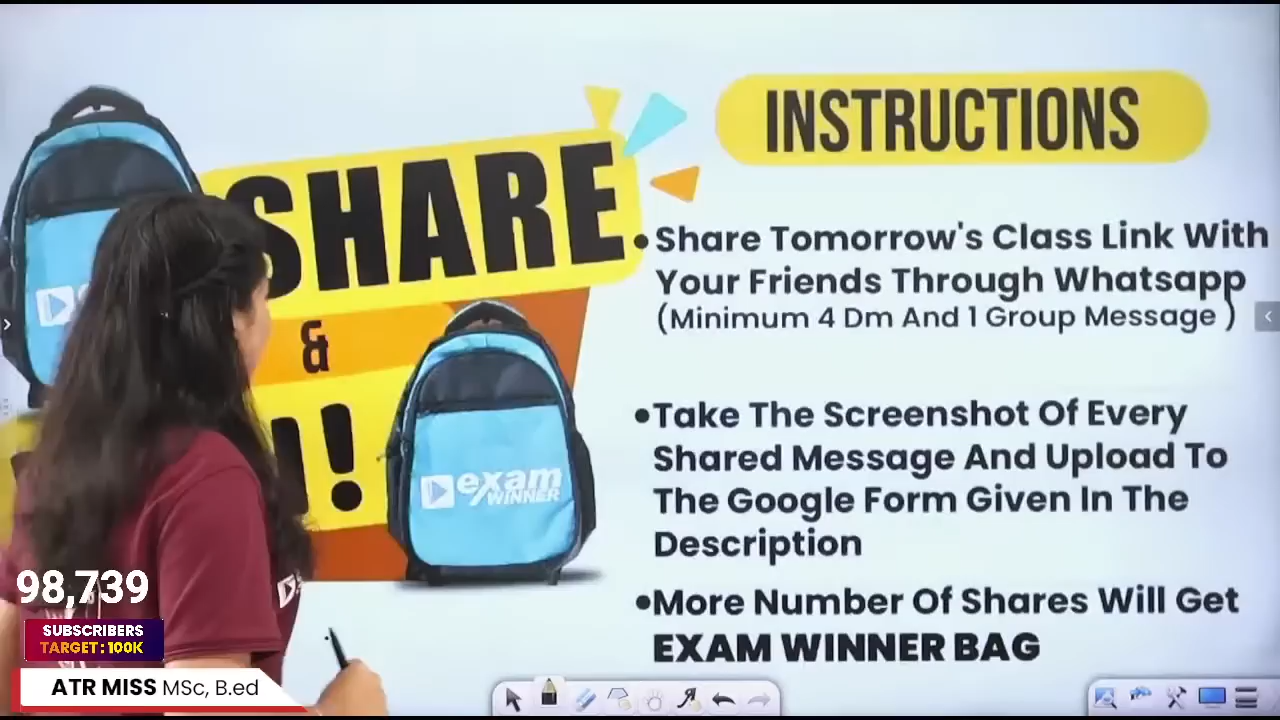 SHARE
&
!
exam
WINNER
INSTRUCTIONS
•Share Tomorrow's Class Link With
Your Friends Through Whatsapp
(Minimum 4 Dm And 1 Group Message )
•Take The Screenshot Of Every
Shared Message And Upload To
The Google Form Given In The
Description
•More Number Of Shares Will Get
EXAM WINNER BAG
98,739
SUBSCRIBERS
TARGET : 100K
ATR MISS MSc, B.ed